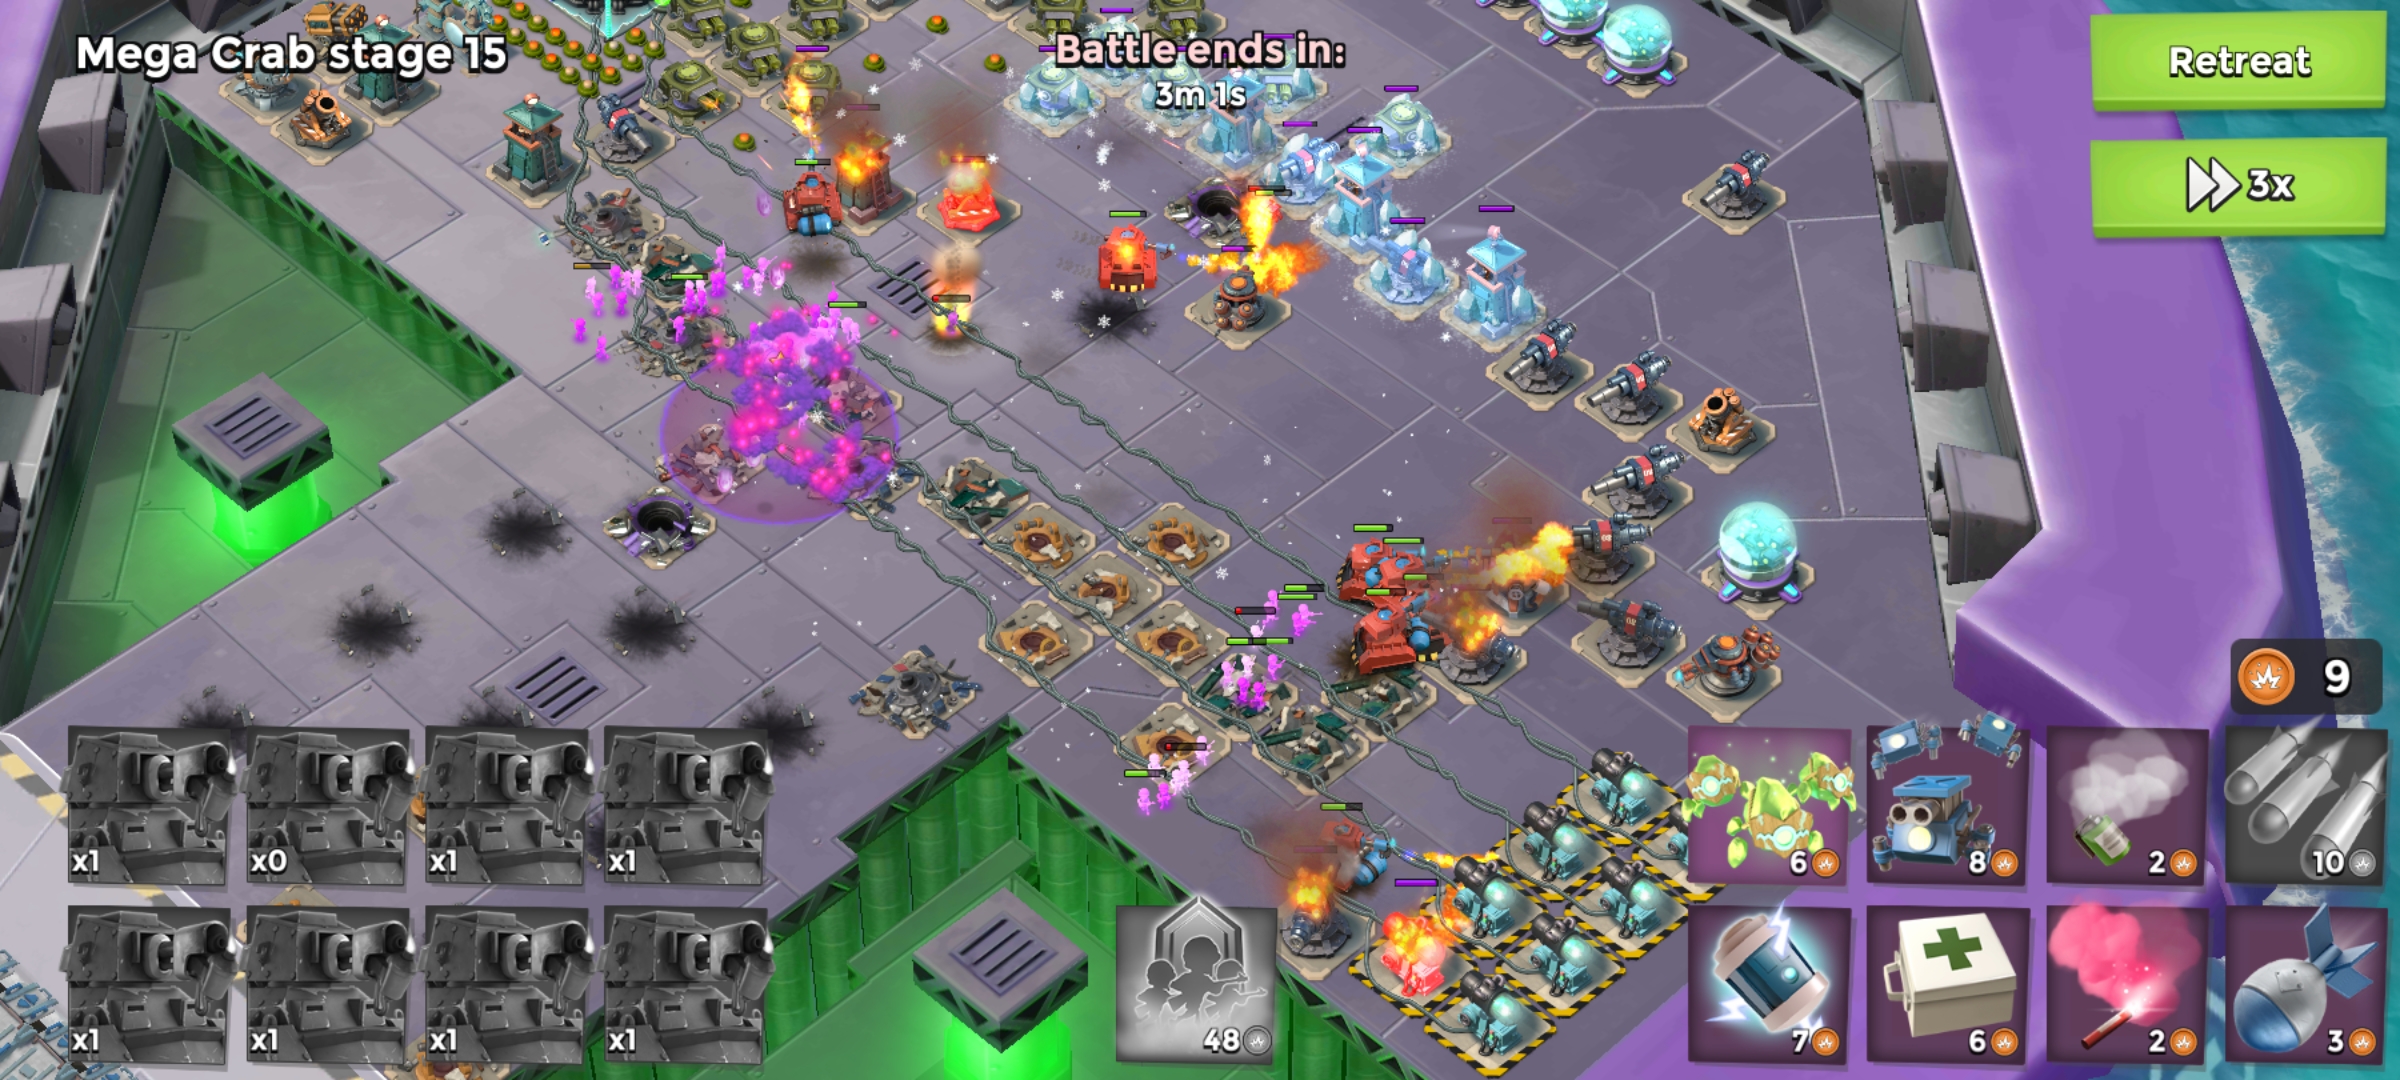 Mega Crab stage 15
Battle ends in:
3m 1s
Retreat
3x
9
x1
x0
x1
x1
6
8
2
10
x1
x1
x1
x1
48
7
6
2
3